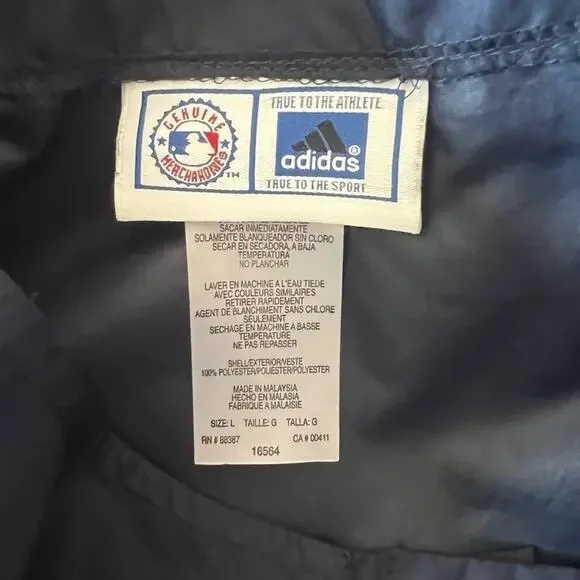 GENUINE
MERCHANDISE
TM
TRUE TO THE ATHLETE
adidas®
TRUE TO THE SPORT
SACAR INMEDIATAMENTE
SOLAMENTE BLANQUEADOR SIN CLORO
SECAR EN SECADORA, A BAJA
TEMPERATURA
NO PLANCHAR
LAVER EN MACHINE A L'EAU TIEDE
AVEC COULEURS SIMILAIRES
RETIRER RAPIDEMENT
AGENT DE BLANCHIMENT SANS CHLORE
SEULEMENT
SECHAGE EN MACHINE A BASSE
TEMPERATURE
NE PAS REPASSER
SHELL/EXTERIOR/VESTE
100% POLYESTER/POLIESTER/POLYESTER
MADE IN MALAYSIA
HECHO EN MALASIA
FABRIQUE A MALAISIE
SIZE: L TAILLE: G TALLA: G
RN # 88387 CA # 00411
16564